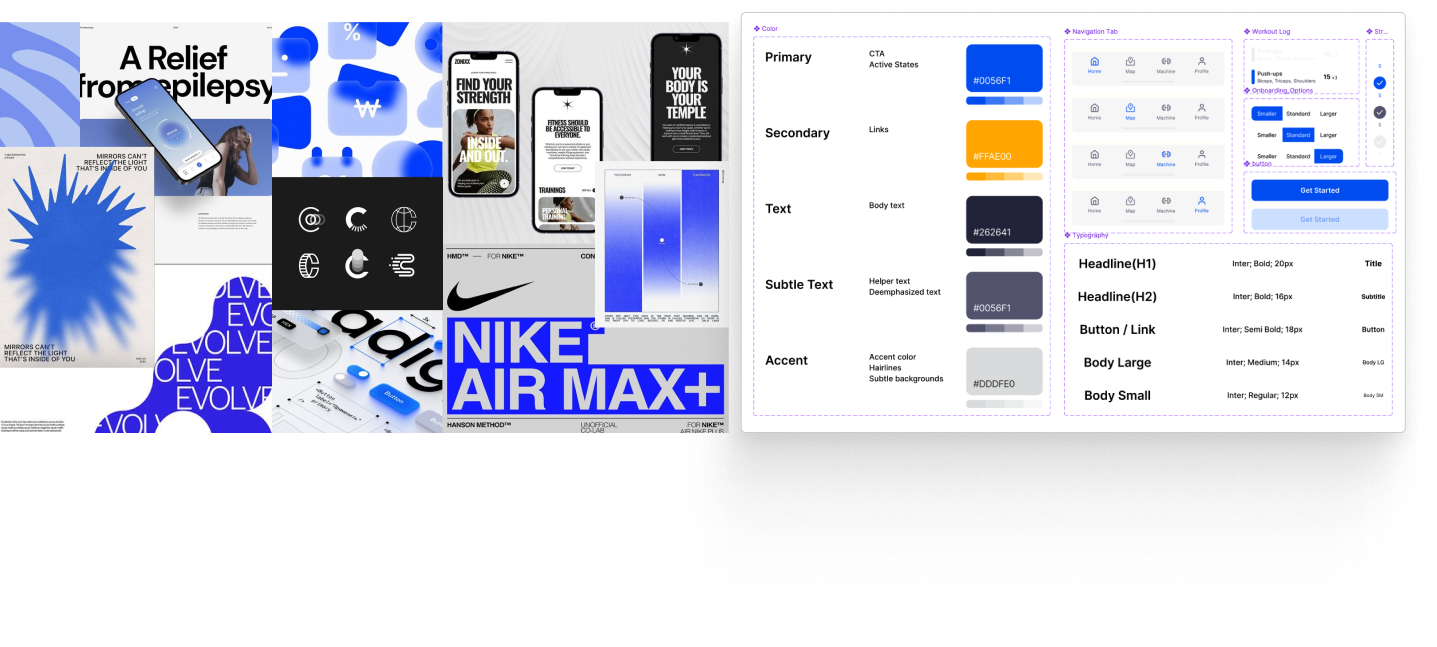 A Relief
from epilepsy
MIRRORS CAN'T
REFLECT THE LIGHT
THAT'S INSIDE OF YOU
MIRRORS CAN'T
REFLECT THE LIGHT
THAT'S INSIDE OF YOU
OLVE
EVO
EVOLVE
OLVE
EVOLVE
EVOLV
%
₩
Button
<Button
primary
3x
ZONIXX
FIND YOUR
STRENGTH
INSIDE
AND OUT.
FITNESS SHOULD
BE ACCESSIBLE TO
EVERYONE.
TRAININGS
PERSONAL
TRAINING
YOUR
BODY IS
YOUR
TEMPLE
HMD™ — FOR NIKE™
CON
NIKE®
AIR MAX+
HANSON METHOD™
UNOFFICIAL
CO-LAB
FOR NIKE™
AIR NIKE PLUS
Color
Primary
CTA
Active States
#0056F1
Secondary
Links
#FFAE00
Text
Body text
#262641
Subtle Text
Helper text
Deemphasized text
#0056F1
Accent
Accent color
Hairlines
Subtle backgrounds
#DDDFE0
Navigation Tab
Home Map Machine Profile
Home Map Machine Profile
Home Map Machine Profile
Home Map Machine Profile
Workout Log
Push-ups
Biceps, Triceps, Shoulders
15 x3
Onboarding_Options
Smaller Standard Larger
Smaller Standard Larger
Smaller Standard Larger
button
Get Started
Get Started
Str...
S
S
S
Typography
Headline(H1) Inter; Bold; 20px Title
Headline(H2) Inter; Bold; 16px Subtitle
Button / Link Inter; Semi Bold; 18px Button
Body Large Inter; Medium; 14px Body LG
Body Small Inter; Regular; 12px Body SM